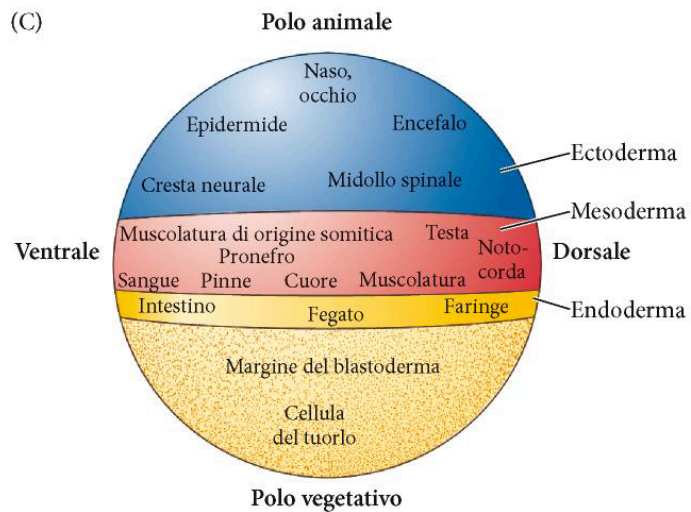 (C)
Polo animale
Naso,
occhio
Epidermide
Encefalo
Ectoderma
Cresta neurale
Midollo spinale
Mesoderma
Ventrale
Muscolatura di origine somitica
Testa
Noto-
corda
Dorsale
Pronefro
Sangue
Pinne
Cuore
Muscolatura
Intestino
Fegato
Faringe
Endoderma
Margine del blastoderma
Cellula
del tuorlo
Polo vegetativo